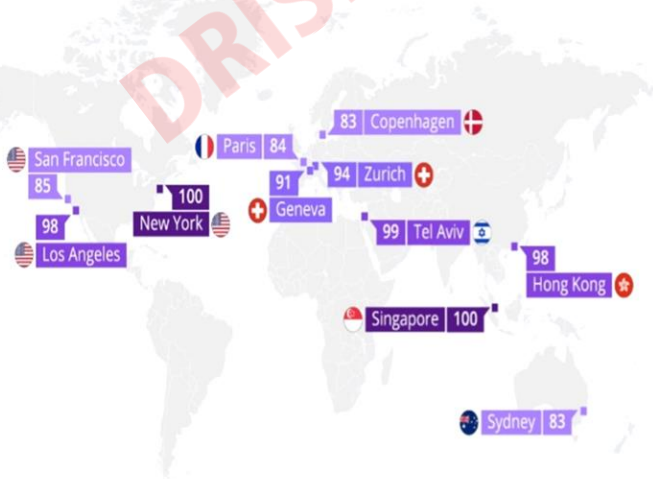 DRIS
83 Copenhagen
Paris 84
San Francisco
85
94 Zurich
91
Geneva
100
New York
98
Los Angeles
99 Tel Aviv
98
Hong Kong
Singapore 100
Sydney 83